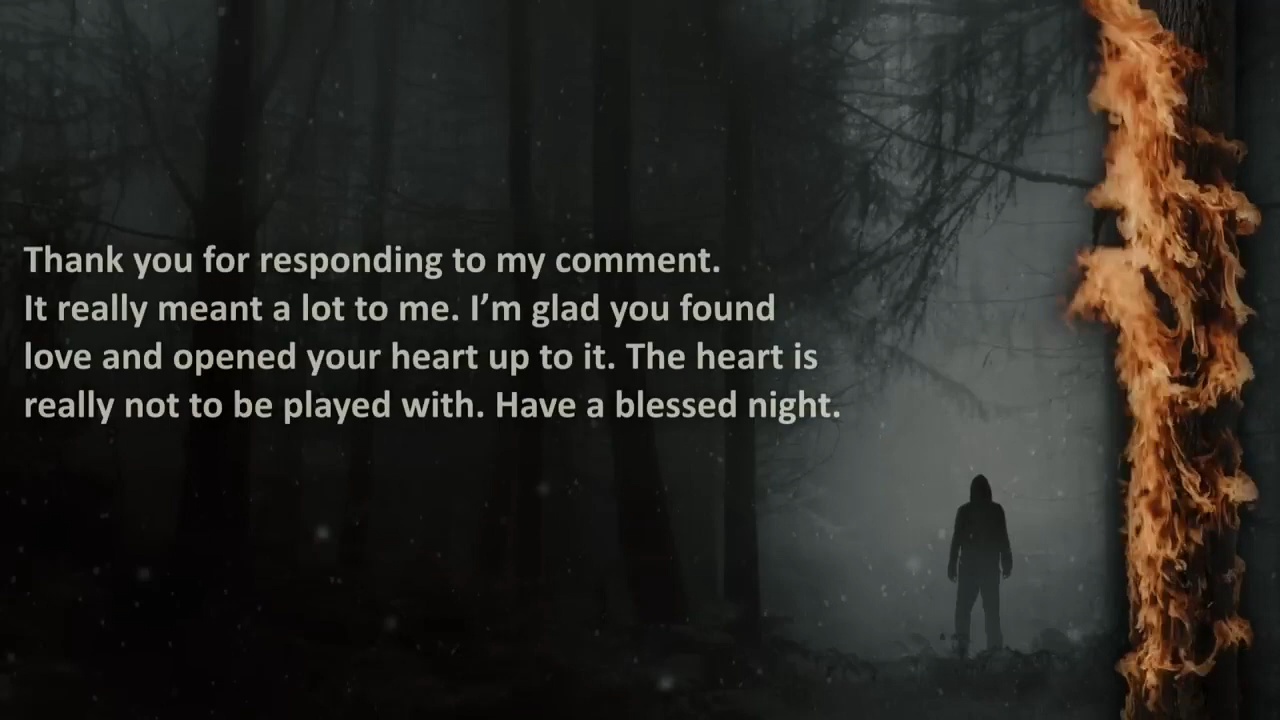 Thank you for responding to my comment.
It really meant a lot to me. I’m glad you found
love and opened your heart up to it. The heart is
really not to be played with. Have a blessed night.